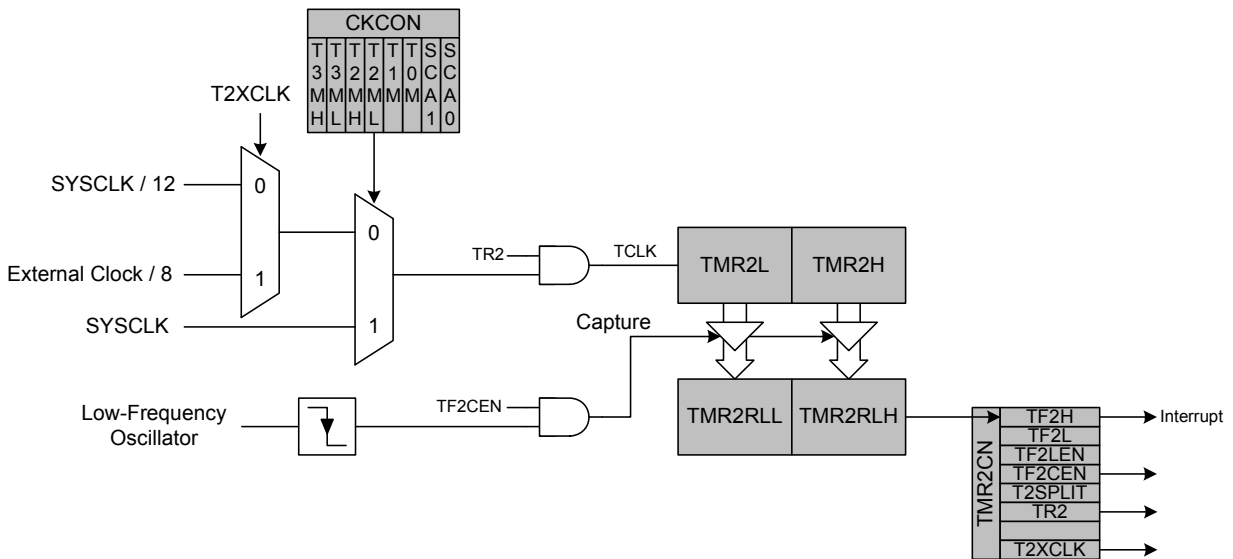 CKCON
T3MH
T3ML
T2MH
T2ML
T1M
T0M
SCA1
SCA0
T2XCLK
SYSCLK / 12
0
External Clock / 8
1
0
SYSCLK
1
TR2
TCLK
TMR2L
TMR2H
Capture
Low-Frequency
Oscillator
TF2CEN
TMR2RLL
TMR2RLH
TMR2CN
TF2H
Interrupt
TF2L
TF2LEN
TF2CEN
T2SPLIT
TR2
T2XCLK